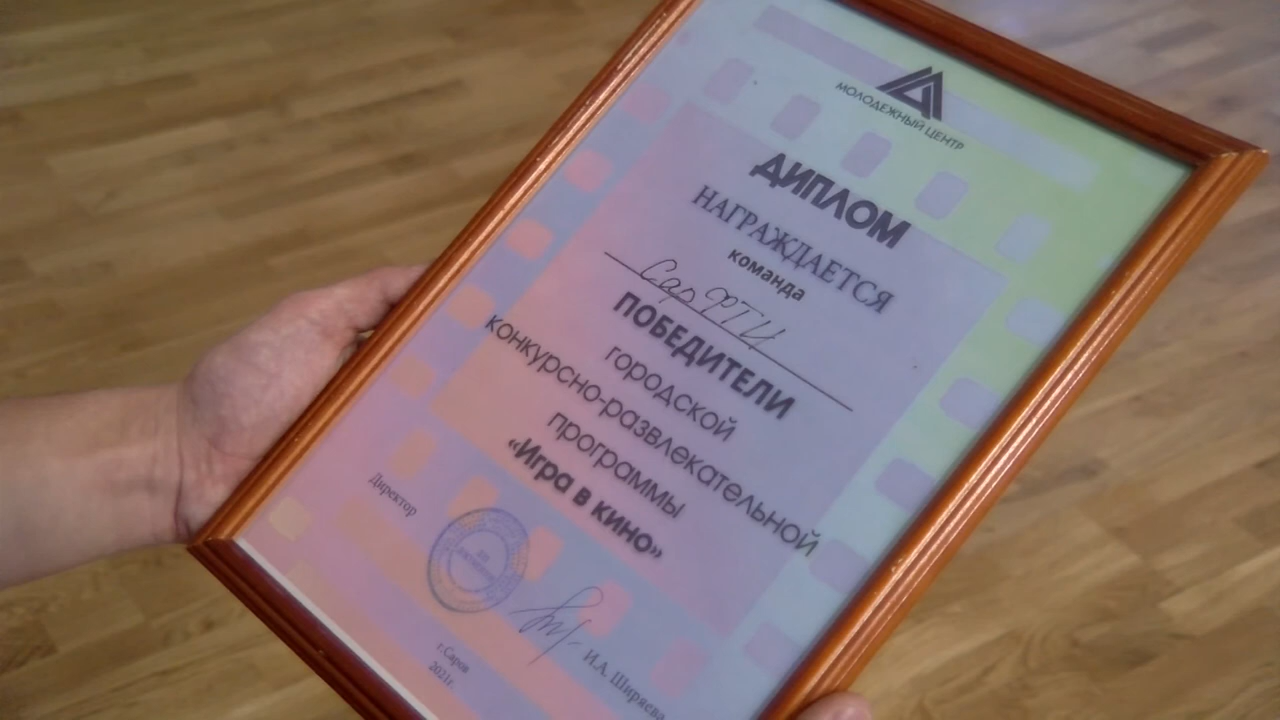 МОЛОДЕЖНЫЙ ЦЕНТР
ДИПЛОМ
НАГРАЖДАЕТСЯ
команда
СарФТИ
ПОБЕДИТЕЛИ
городской
конкурсно-развлекательной
программы
«Игра в кино»
Директор
И.А. Ширяева
г.Саров
2021г.